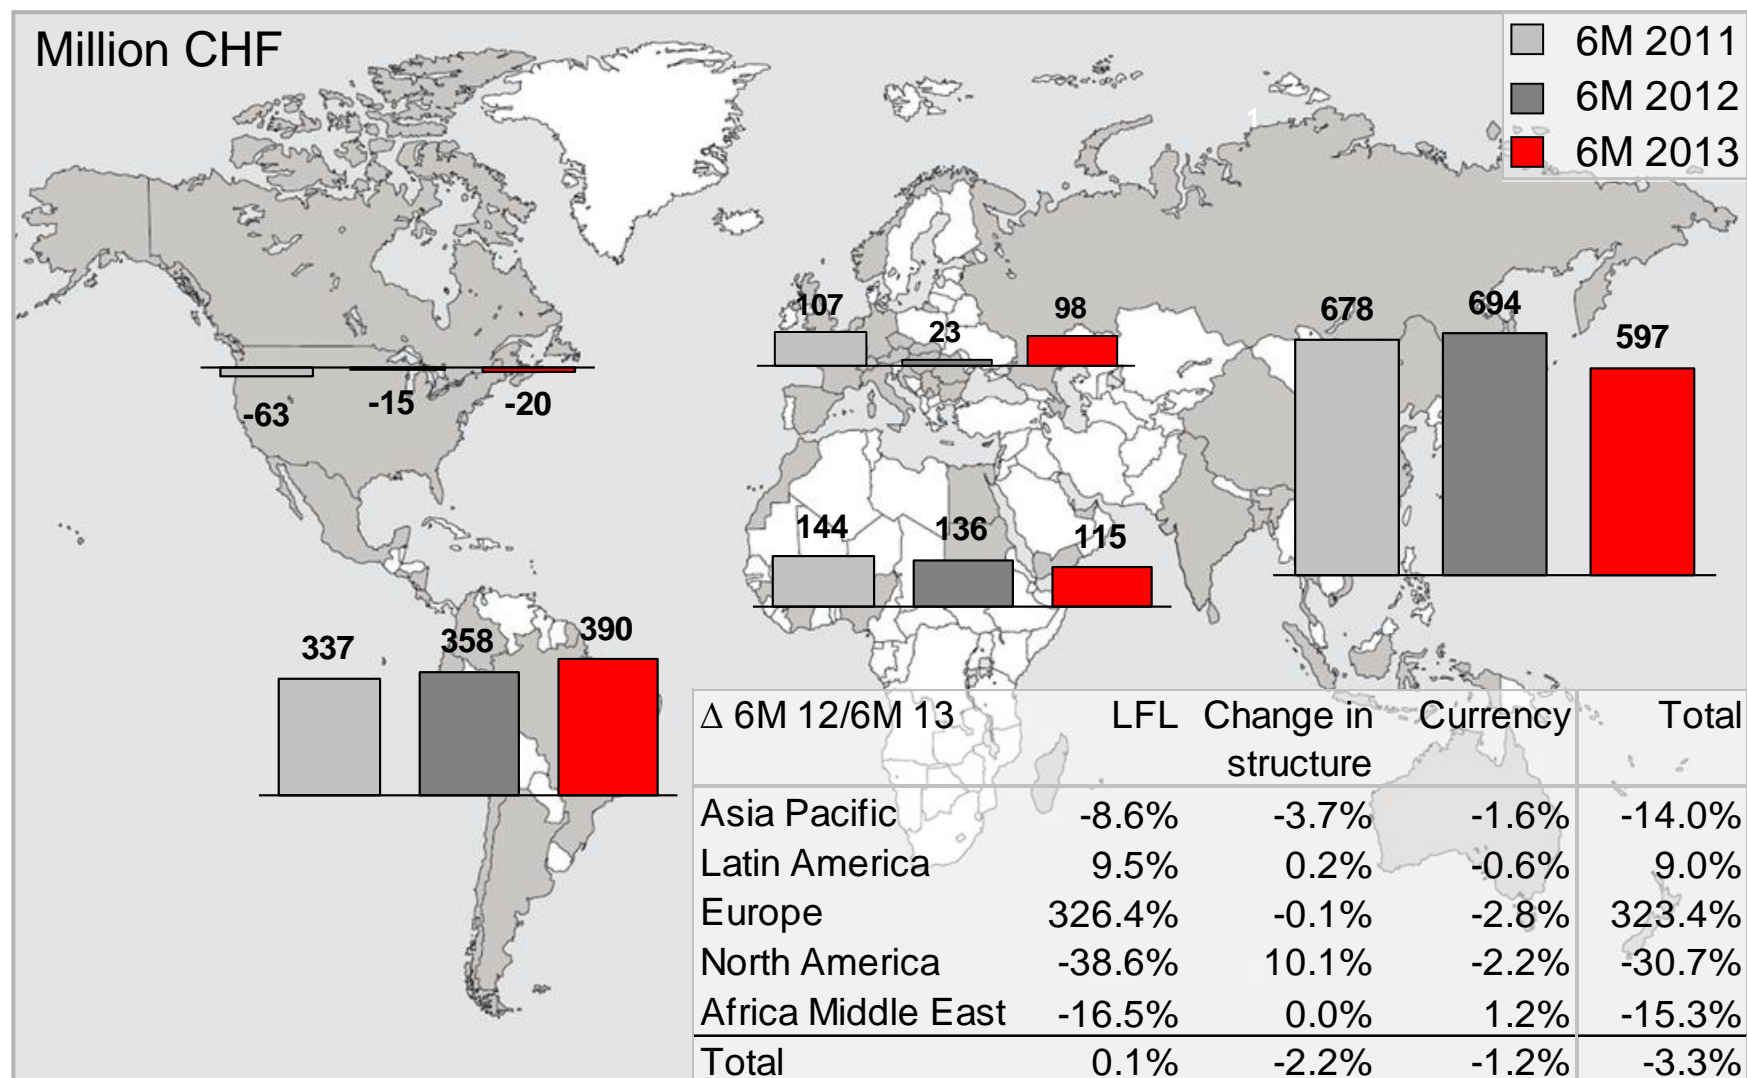 Million CHF
6M 2011
6M 2012
6M 2013
1
107
23
98
678
694
597
-63
-15
-20
144
136
115
337
358
390
∆ 6M 12/6M 13 LFL Change in structure Currency Total
Asia Pacific -8.6% -3.7% -1.6% -14.0%
Latin America 9.5% 0.2% -0.6% 9.0%
Europe 326.4% -0.1% -2.8% 323.4%
North America -38.6% 10.1% -2.2% -30.7%
Africa Middle East -16.5% 0.0% 1.2% -15.3%
Total 0.1% -2.2% -1.2% -3.3%